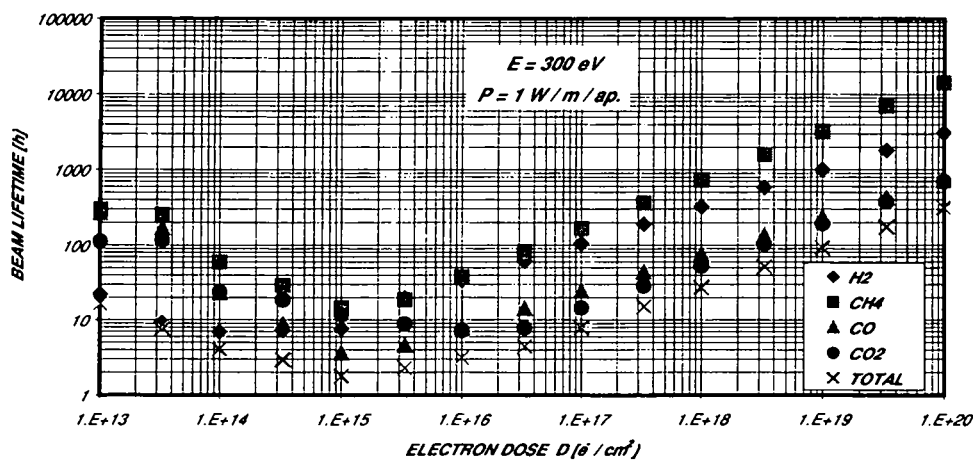 100000
10000
1000
100
10
1
BEAM LIFETIME [h]
E = 300 eV
P = 1 W / m / ap.
H2
CH4
CO
CO2
TOTAL
1.E+13 1.E+14 1.E+15 1.E+16 1.E+17 1.E+18 1.E+19 1.E+20
ELECTRON DOSE D [e⁻ / cm²]